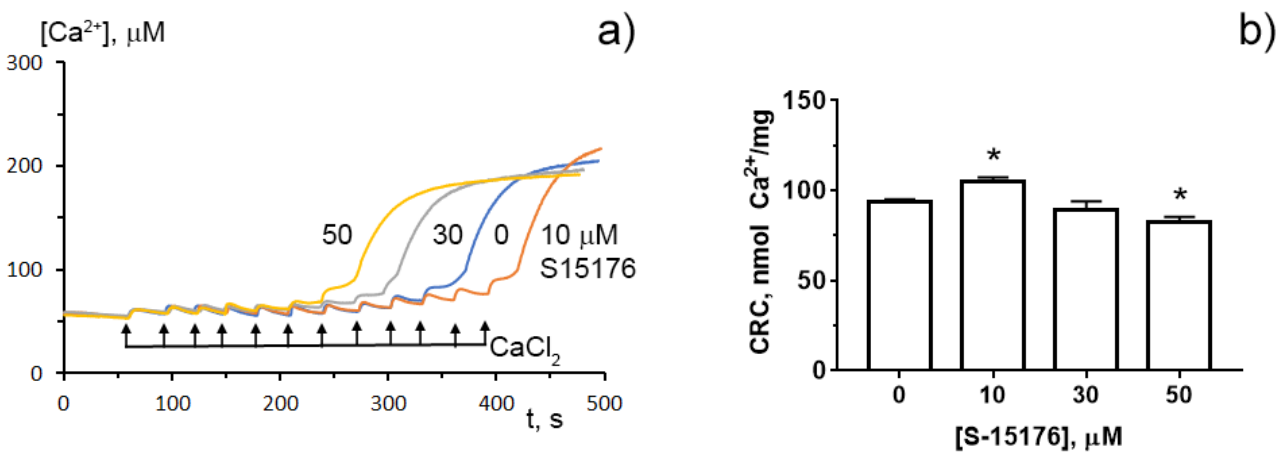 [Ca²⁺], μM
a)
300
200
100
0
0 100 200 300 400 500
t, s
50 30 0 10 μM
S15176
CaCl₂
b)
CRC, nmol Ca²⁺/mg
150
100
50
0
*
*
0 10 30 50
[S-15176], μM